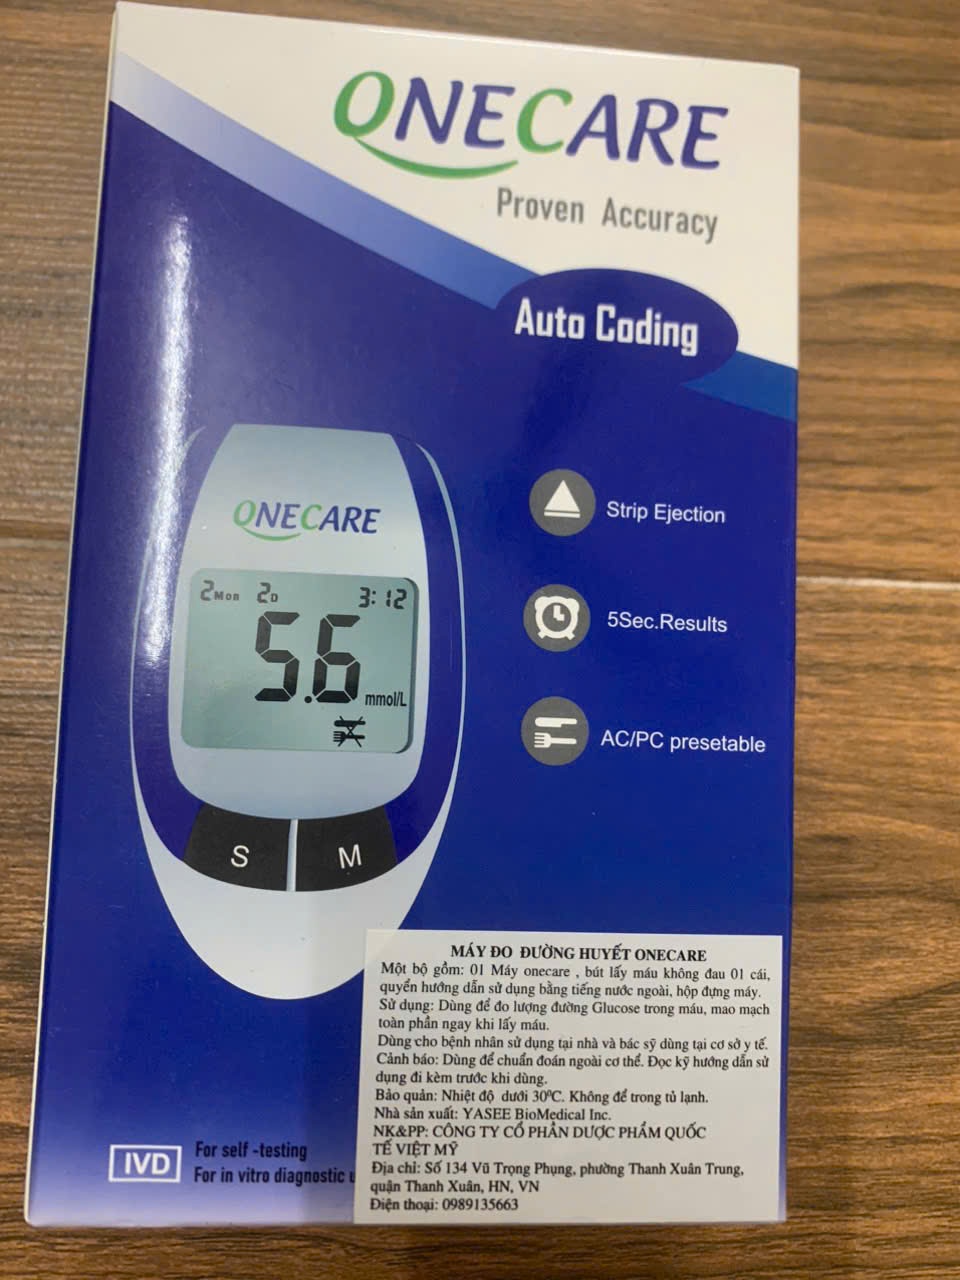 ONECARE
Proven Accuracy
Auto Coding
ONECARE
2Mon 2D 3:12
5.6 mmol/L
S M
Strip Ejection
5Sec.Results
AC/PC presetable
MÁY ĐO ĐƯỜNG HUYẾT ONECARE
Một bộ gồm: 01 Máy onecare , bút lấy máu không đau 01 cái,
quyển hướng dẫn sử dụng bằng tiếng nước ngoài, hộp đựng máy.
Sử dụng: Dùng để đo lượng đường Glucose trong máu, mao mạch
toàn phần ngay khi lấy máu.
Dùng cho bệnh nhân sử dụng tại nhà và bác sỹ dùng tại cơ sở y tế.
Cảnh báo: Dùng để chuẩn đoán ngoài cơ thể. Đọc kỹ hướng dẫn sử
dụng đi kèm trước khi dùng.
Bảo quản: Nhiệt độ dưới 30⁰C. Không để trong tủ lạnh.
Nhà sản xuất: YASEE BioMedical Inc.
NK&PP: CÔNG TY CỔ PHẦN DƯỢC PHẨM QUỐC
TẾ VIỆT MỸ
Địa chỉ: Số 134 Vũ Trọng Phụng, phường Thanh Xuân Trung,
quận Thanh Xuân, HN, VN
Điện thoại: 0989135663
IVD
For self -testing
For in vitro diagnostic